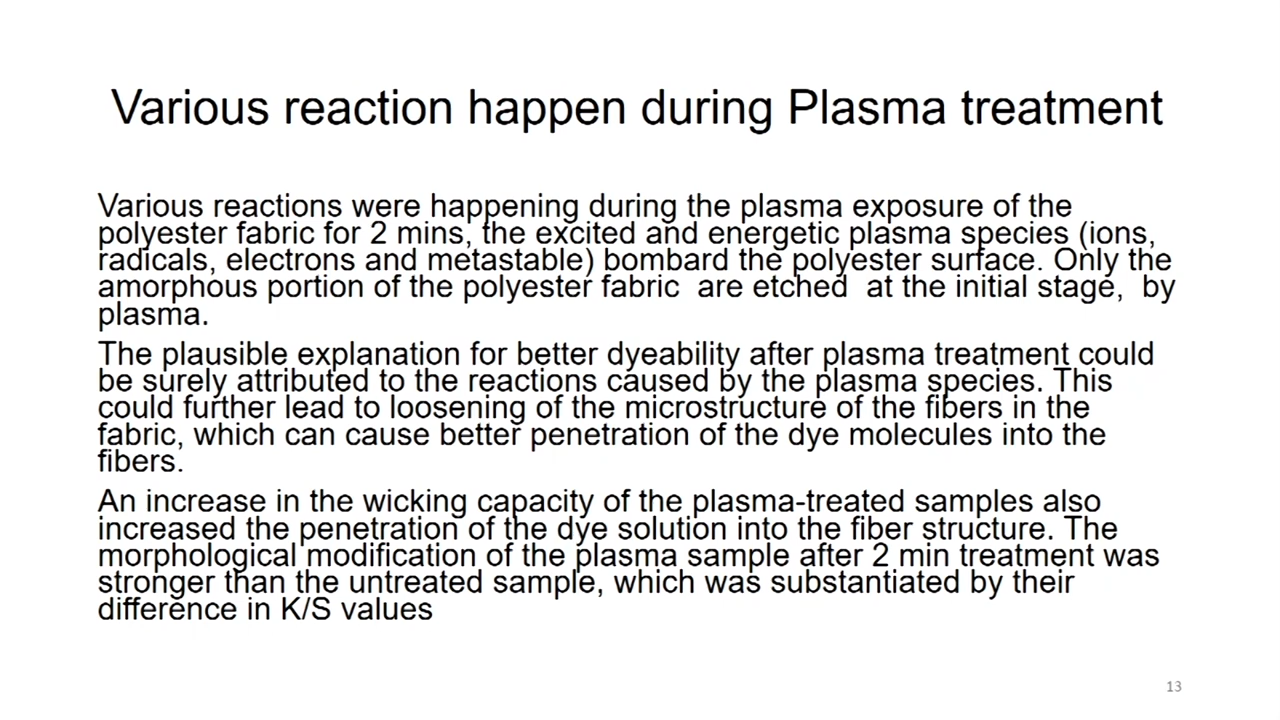 Various reaction happen during Plasma treatment
Various reactions were happening during the plasma exposure of the
polyester fabric for 2 mins, the excited and energetic plasma species (ions,
radicals, electrons and metastable) bombard the polyester surface. Only the
amorphous portion of the polyester fabric  are etched  at the initial stage,  by
plasma.
The plausible explanation for better dyeability after plasma treatment could
be surely attributed to the reactions caused by the plasma species. This
could further lead to loosening of the microstructure of the fibers in the
fabric, which can cause better penetration of the dye molecules into the
fibers.
An increase in the wicking capacity of the plasma-treated samples also
increased the penetration of the dye solution into the fiber structure. The
morphological modification of the plasma sample after 2 min treatment was
stronger than the untreated sample, which was substantiated by their
difference in K/S values
13